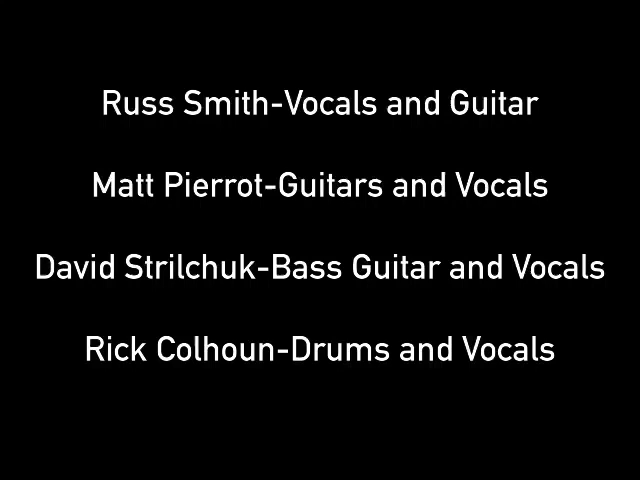 Russ Smith-Vocals and Guitar
Matt Pierrot-Guitars and Vocals
David Strilchuk-Bass Guitar and Vocals
Rick Colhoun-Drums and Vocals